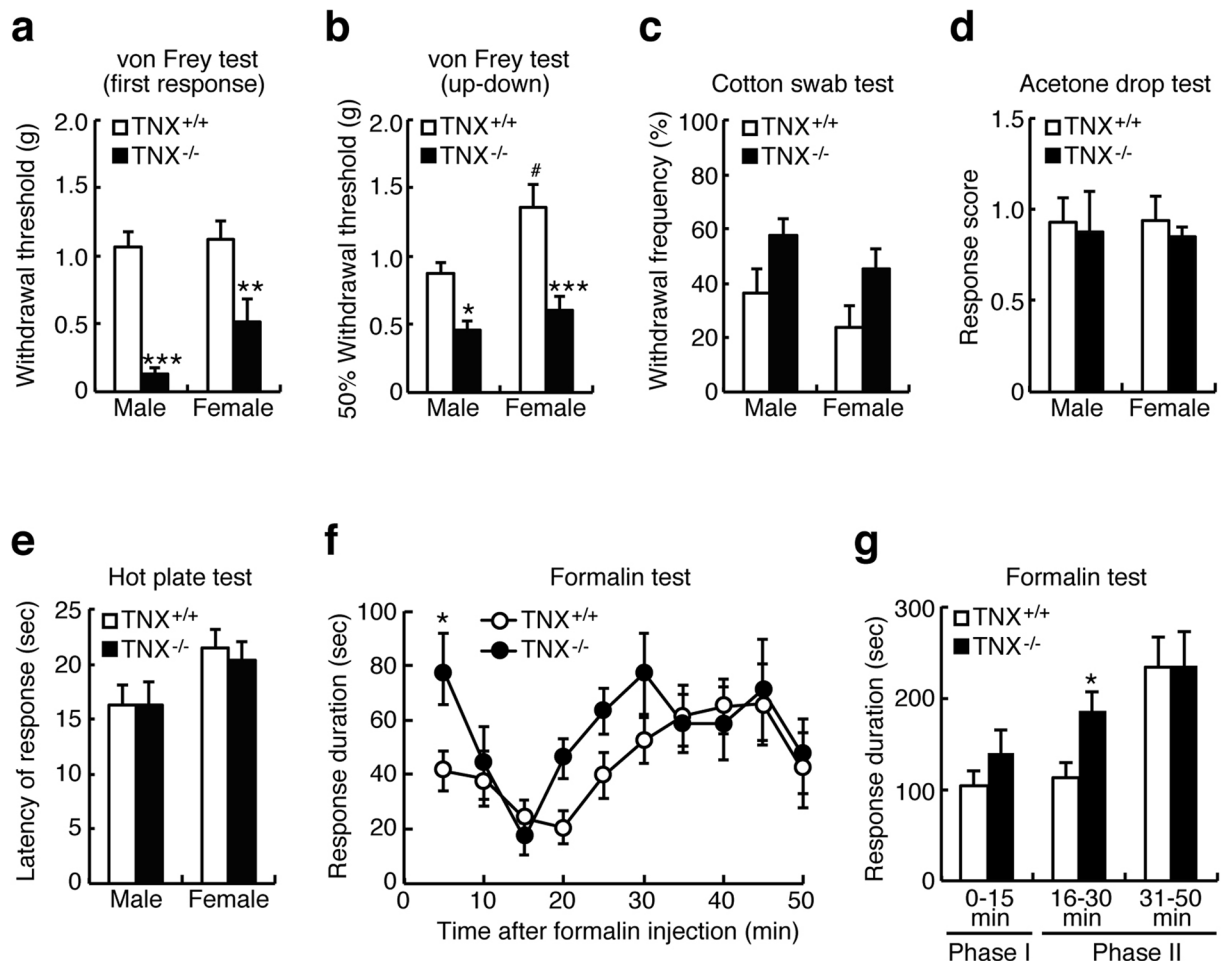 a
von Frey test
(first response)
Withdrawal threshold (g)
2.0
1.5
1.0
0.5
0
TNX+/+
TNX-/-
***
**
Male
Female
b
von Frey test
(up-down)
50% Withdrawal threshold (g)
2.0
1.5
1.0
0.5
0
TNX+/+
TNX-/-
#
*
***
Male
Female
c
Cotton swab test
Withdrawal frequency (%)
100
80
60
40
20
0
TNX+/+
TNX-/-
Male
Female
d
Acetone drop test
Response score
1.5
1.0
0.5
0
TNX+/+
TNX-/-
Male
Female
e
Hot plate test
Latency of response (sec)
25
20
15
10
5
0
TNX+/+
TNX-/-
Male
Female
f
Formalin test
Response duration (sec)
100
80
60
40
20
0
*
TNX+/+
TNX-/-
0
10
20
30
40
50
Time after formalin injection (min)
g
Formalin test
Response duration (sec)
300
200
100
0
TNX+/+
TNX-/-
*
0-15
min
16-30
min
31-50
min
Phase I
Phase II